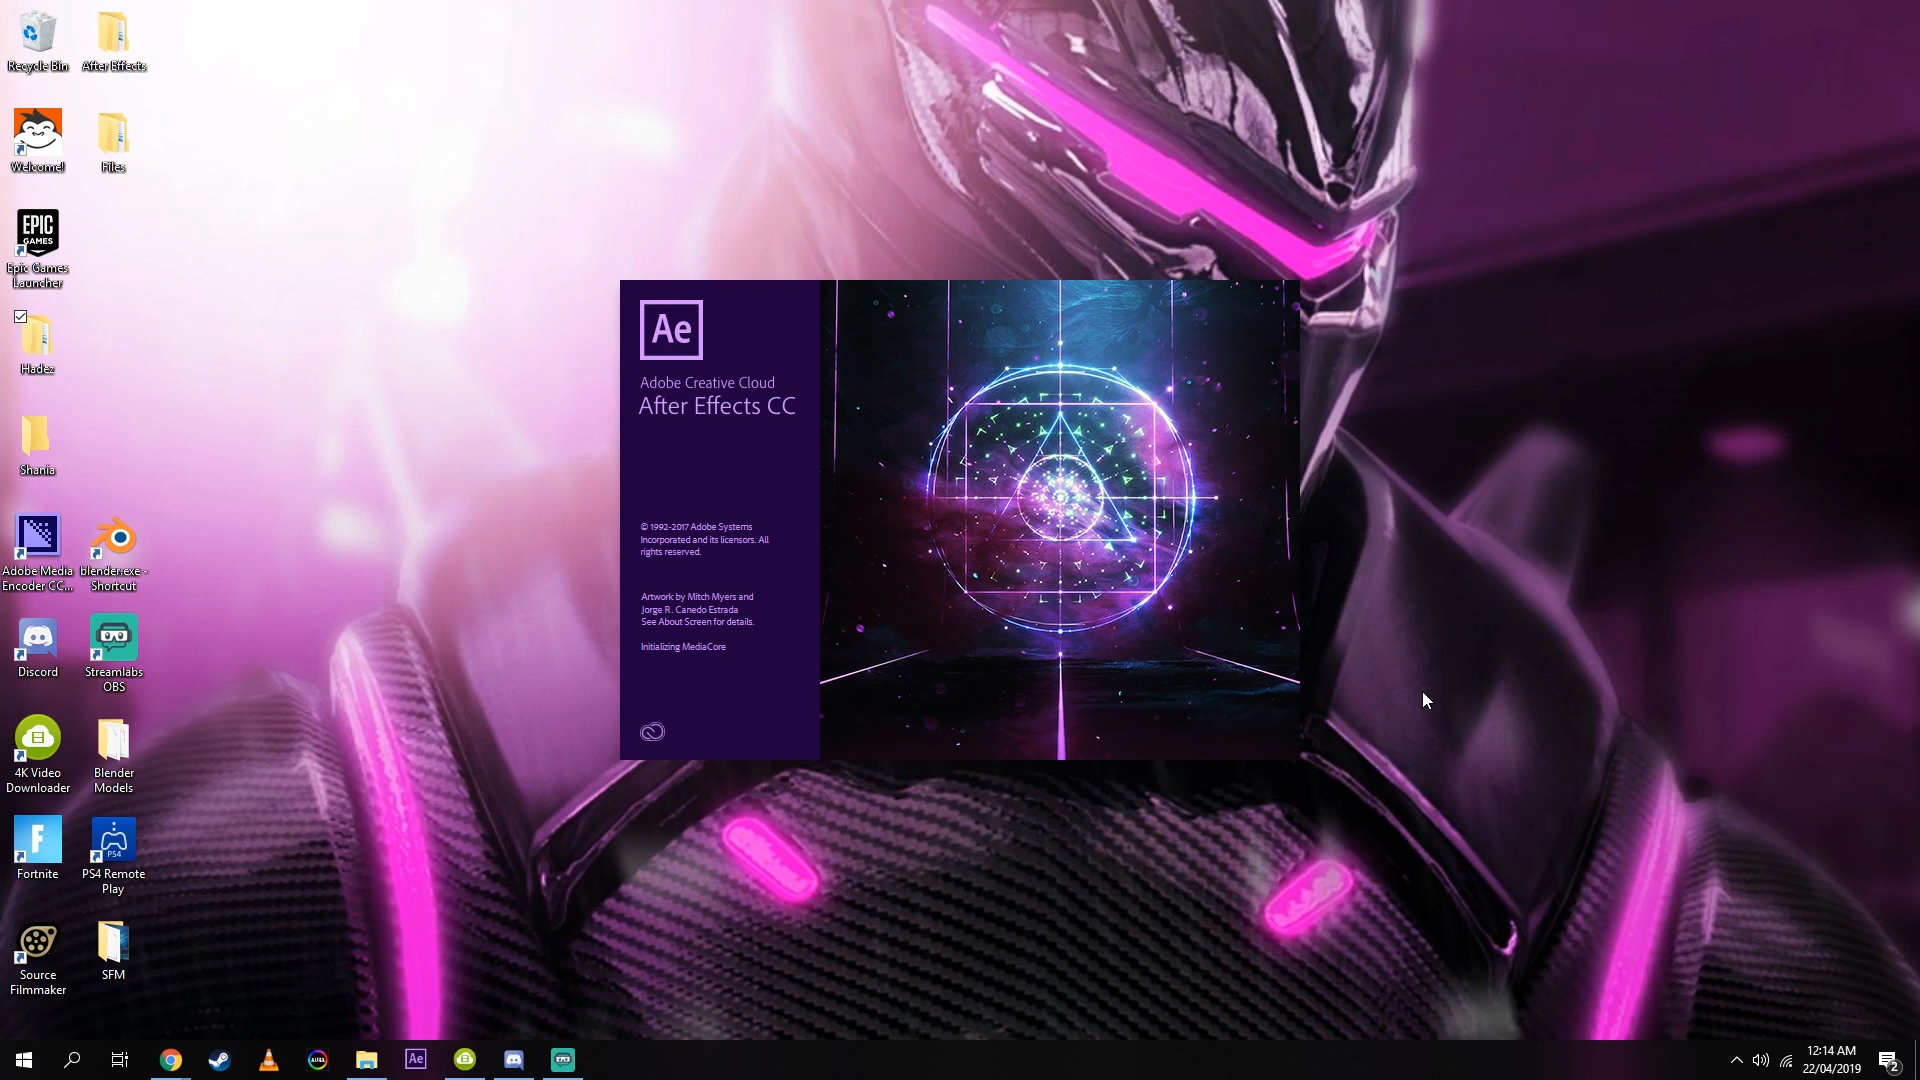 Recycle Bin
After Effects
Welcome!
Files
EPIC
GAMES
Epic Games
Launcher
Hadez
Shania
Adobe Media
Encoder CC...
blender.exe -
Shortcut
Discord
Streamlabs
OBS
4K Video
Downloader
Blender
Models
F
Fortnite
PS4
PS4 Remote
Play
Source
Filmmaker
SFM
Ae
Adobe Creative Cloud
After Effects CC
© 1992-2017 Adobe Systems
Incorporated and its licensors. All
rights reserved.
Artwork by Mitch Myers and
Jorge R. Canedo Estrada
See About Screen for details.
Initializing MediaCore
AURA
Ae
12:14 AM
22/04/2019
2